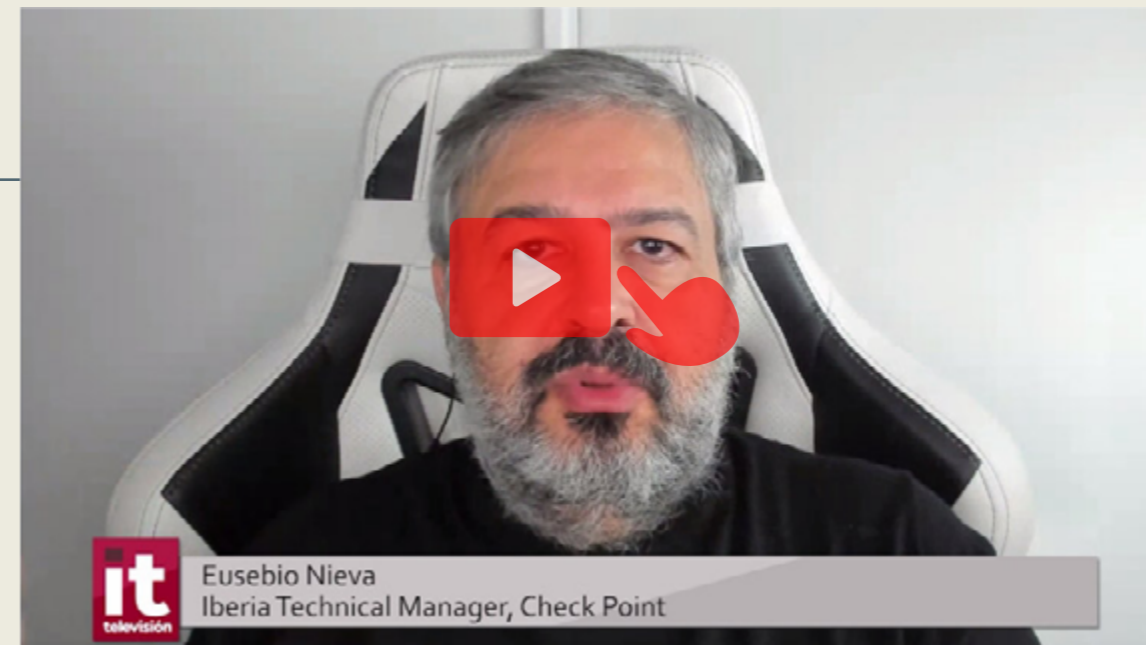 Eusebio Nieva
Iberia Technical Manager, Check Point
it
televisión